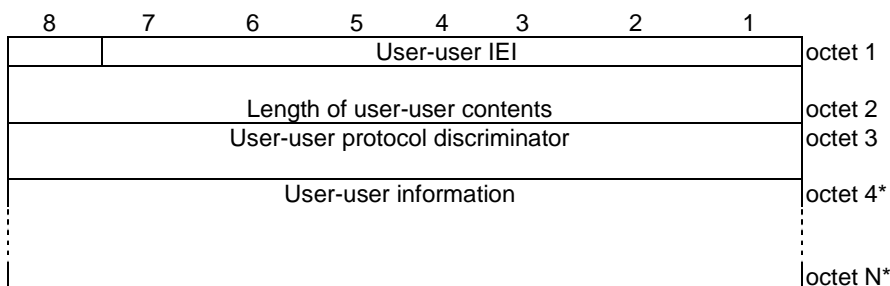 8 7 6 5 4 3 2 1
User-user IEI octet 1
Length of user-user contents octet 2
User-user protocol discriminator octet 3
User-user information octet 4*
octet N*